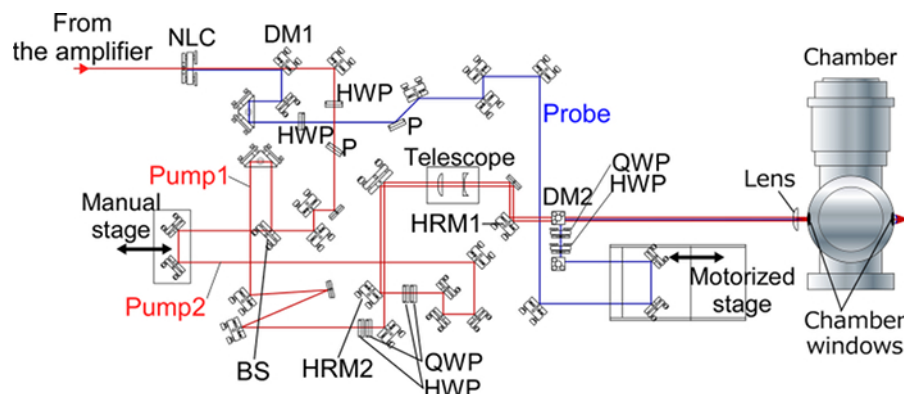 From
the amplifier
NLC
DM1
HWP
HWP
P
P
Probe
Chamber
Pump1
Telescope
QWP
HWP
DM2
Lens
Manual
stage
HRM1
Motorized
stage
Pump2
Chamber
windows
BS
HRM2
QWP
HWP